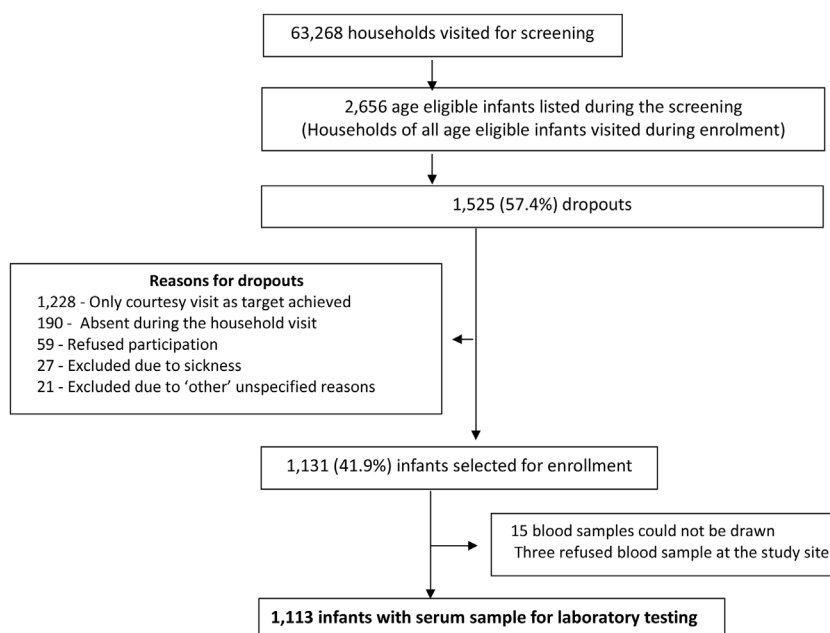 63,268 households visited for screening
2,656 age eligible infants listed during the screening
(Households of all age eligible infants visited during enrolment)
1,525 (57.4%) dropouts
Reasons for dropouts
1,228 - Only courtesy visit as target achieved
190 - Absent during the household visit
59 - Refused participation
27 - Excluded due to sickness
21 - Excluded due to ‘other’ unspecified reasons
1,131 (41.9%) infants selected for enrollment
15 blood samples could not be drawn
Three refused blood sample at the study site
1,113 infants with serum sample for laboratory testing